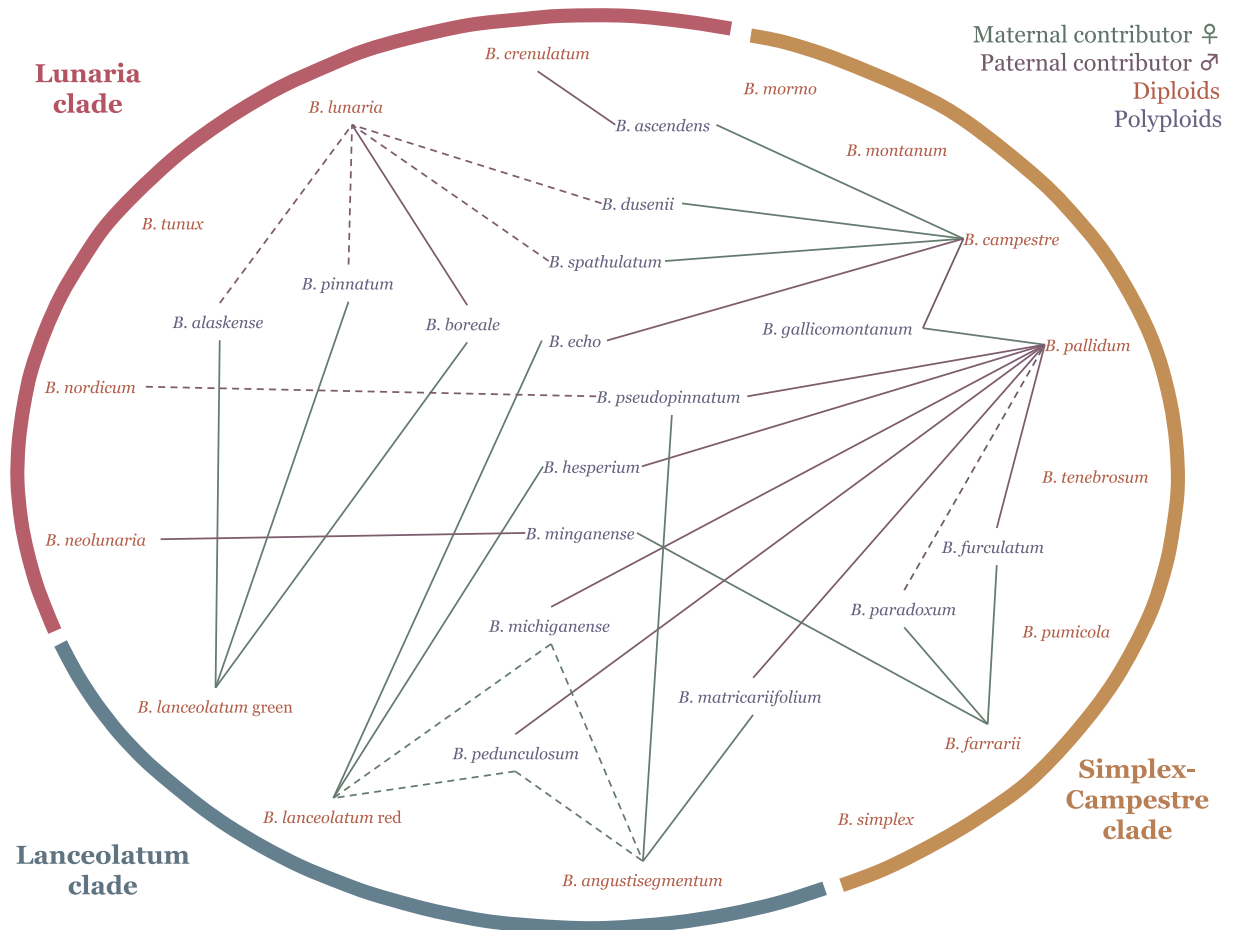 Maternal contributor ♀
Paternal contributor ♂
Diploids
Polyploids
Lunaria
clade
B. crenulatum
B. mormo
B. lunaria
B. ascendens
B. montanum
B. dusenii
B. tunux
B. campestre
B. spathulatum
B. pinnatum
B. alaskense
B. boreale
B. gallicomontanum
B. echo
B. pallidum
B. nordicum
B. pseudopinnatum
B. hesperium
B. tenebrosum
B. neolunaria
B. minganense
B. furculatum
B. paradoxum
B. michiganense
B. pumicola
B. matricariifolium
B. lanceolatum green
B. farrarii
B. pedunculosum
Simplex-
Campestre
clade
B. lanceolatum red
B. simplex
Lanceolatum
clade
B. angustisegmentum